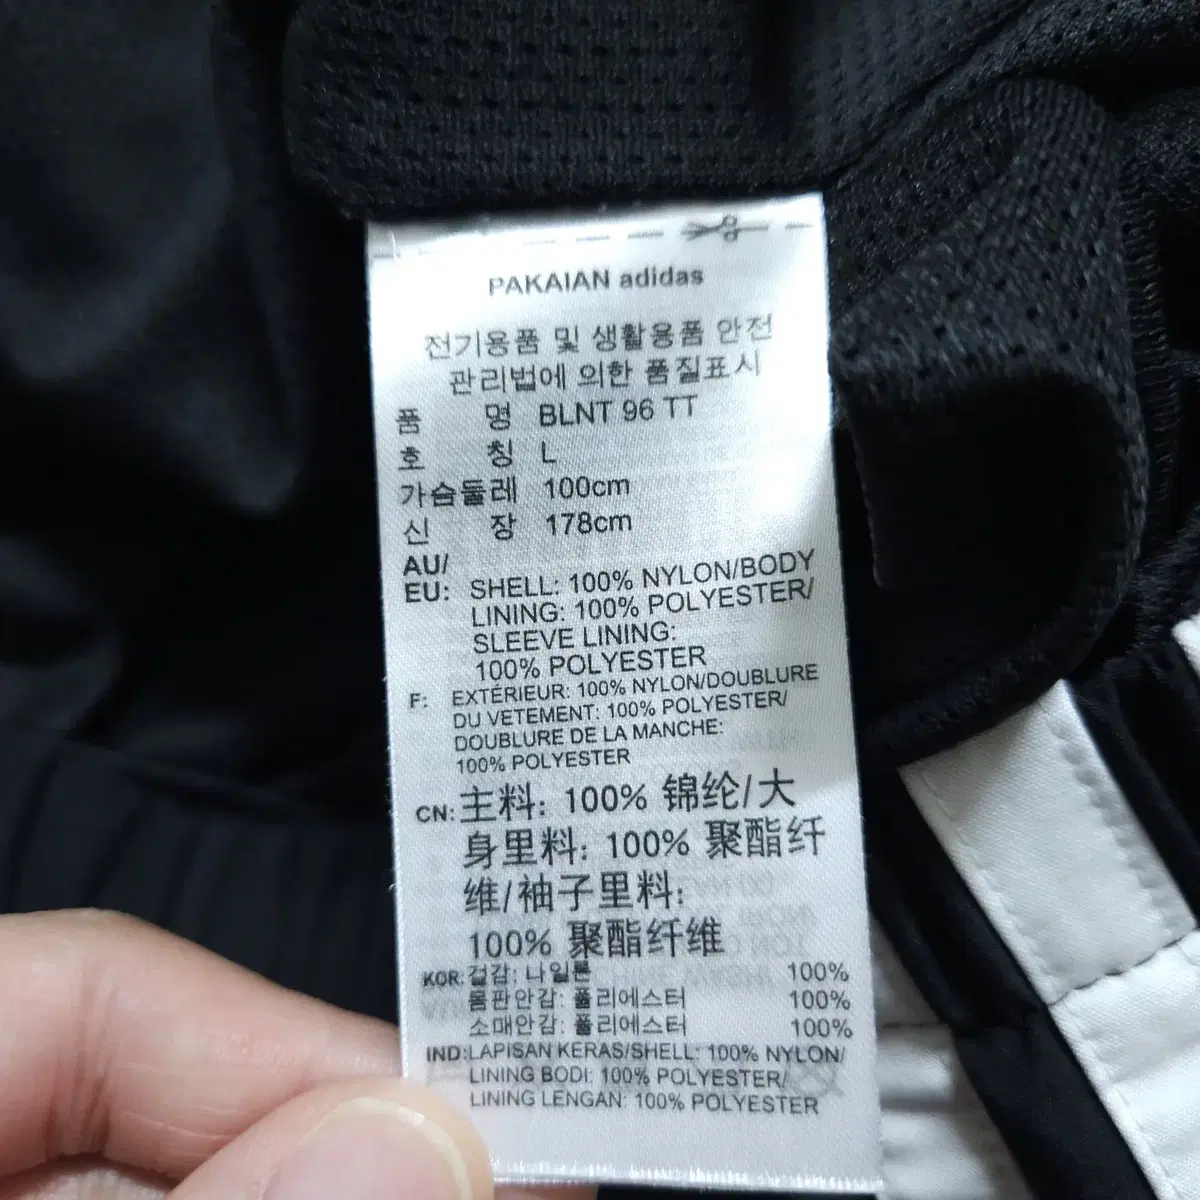 PAKAIAN adidas
전기용품 및 생활용품 안전
관리법에 의한 품질표시
품 명 BLNT 96 TT
호 칭 L
가슴둘레 100cm
신 장 178cm
AU/
EU: SHELL: 100% NYLON/BODY
LINING: 100% POLYESTER/
SLEEVE LINING:
100% POLYESTER
F: EXTÉRIEUR: 100% NYLON/DOUBLURE
DU VETEMENT: 100% POLYESTER/
DOUBLURE DE LA MANCHE:
100% POLYESTER
CN: 主料: 100% 锦纶/大
身里料: 100% 聚酯纤
维/袖子里料:
100% 聚酯纤维
KOR: 겉감: 나일론 100%
몸판안감: 폴리에스터 100%
소매안감: 폴리에스터 100%
IND: LAPISAN KERAS/SHELL: 100% NYLON/
LINING BODI: 100% POLYESTER/
LINING LENGAN: 100% POLYESTER